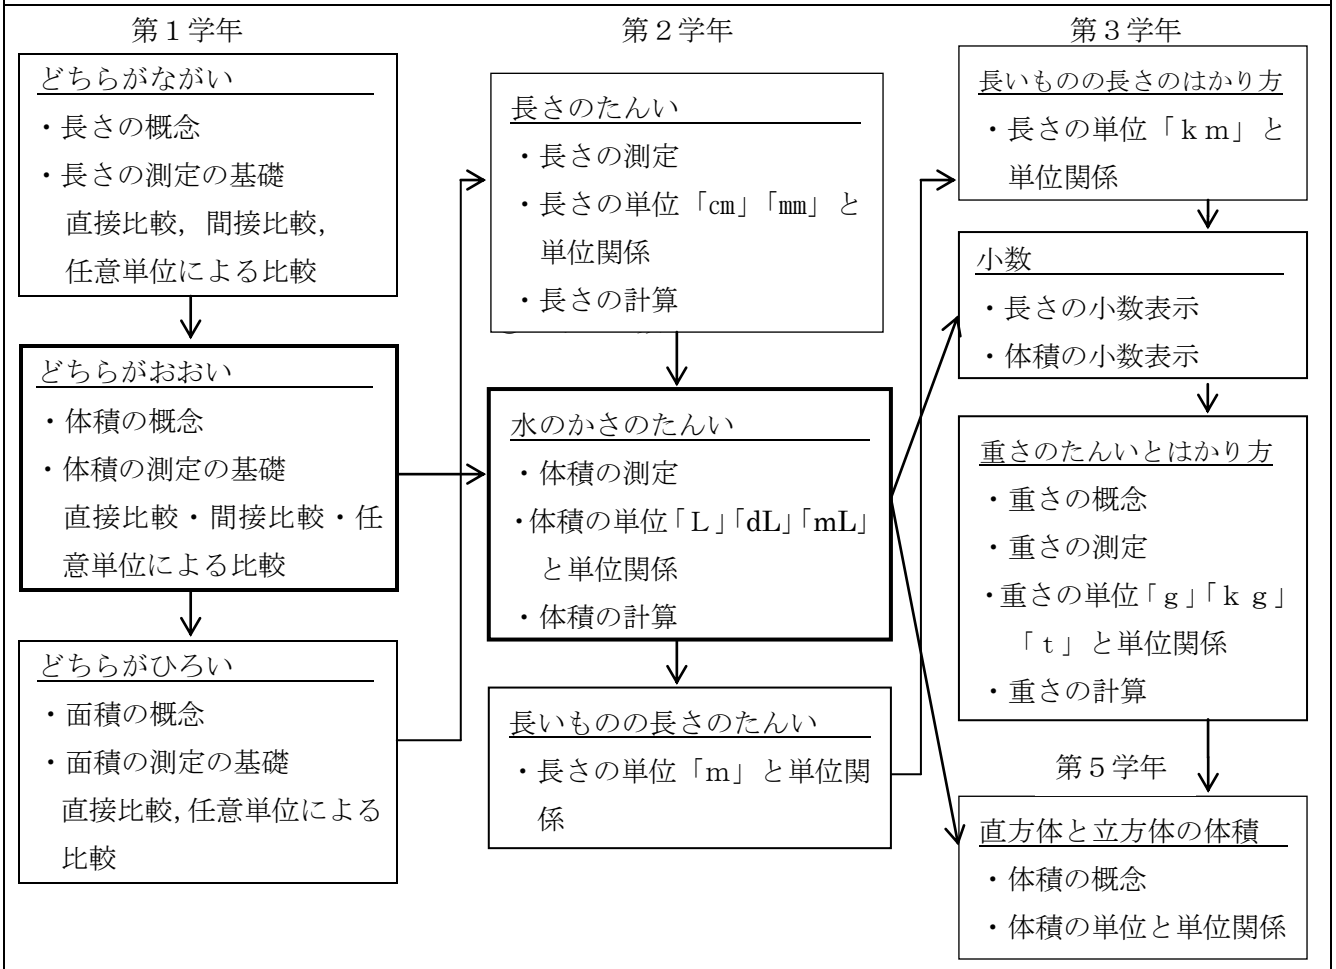 第１学年
どちらがながい
・長さの概念
・長さの測定の基礎
直接比較，間接比較，
任意単位による比較
どちらがおおい
・体積の概念
・体積の測定の基礎
直接比較・間接比較・任
意単位による比較
どちらがひろい
・面積の概念
・面積の測定の基礎
直接比較,任意単位による
比較
第２学年
長さのたんい
・長さの測定
・長さの単位「㎝」「㎜」と
単位関係
・長さの計算
水のかさのたんい
・体積の測定
・体積の単位「Ｌ」「dL」「mL」
と単位関係
・体積の計算
長いものの長さのたんい
・長さの単位「ｍ」と単位関
係
第３学年
長いものの長さのはかり方
・長さの単位「ｋｍ」と
単位関係
小数
・長さの小数表示
・体積の小数表示
重さのたんいとはかり方
・重さの概念
・重さの測定
・重さの単位「ｇ」「ｋｇ」
「ｔ」と単位関係
・重さの計算
第５学年
直方体と立方体の体積
・体積の概念
・体積の単位と単位関係